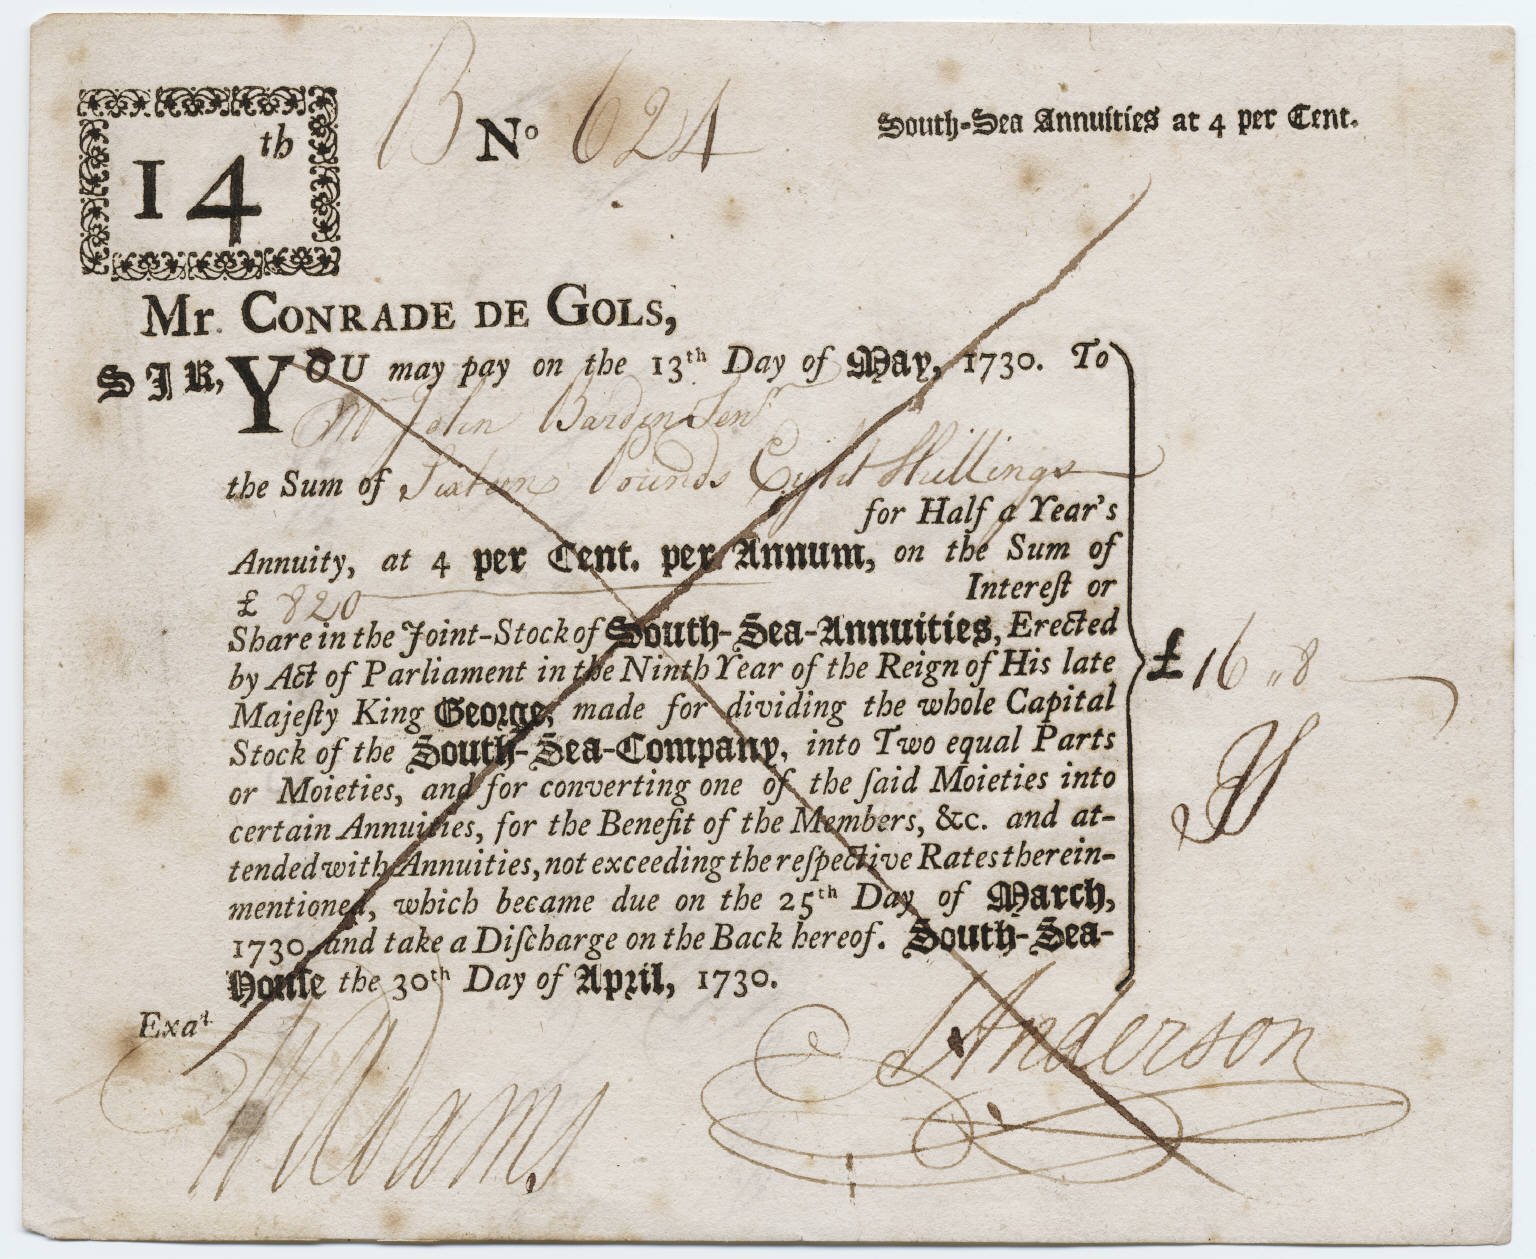 14th
B No 624
South-Sea Annuities at 4 per Cent.
Mr. CONRADE DE GOLS,
SIR, YOU may pay on the 13th Day of May, 1730. To
Mr John Barden Senr
the Sum of Sixteen Pounds Eight Shillings
for Half a Year's
Annuity, at 4 per Cent. per Annum, on the Sum of
£ 820
Intereſt or
Share in the Joint-Stock of South-Sea-Annuities, Erected
by Act of Parliament in the Ninth Year of the Reign of His late
Majeſty King George, made for dividing the whole Capital
Stock of the South-Sea-Company, into Two equal Parts
or Moieties, and for converting one of the ſaid Moieties into
certain Annuities, for the Benefit of the Members, &c. and at-
tended with Annuities, not exceeding the reſpective Rates therein-
mentioned, which became due on the 25th Day of March,
1730. and take a Diſcharge on the Back hereof. South-Sea-
Houſe the 30th Day of April, 1730.
£ 16 „ 8
Exad
WAdams
Anderson